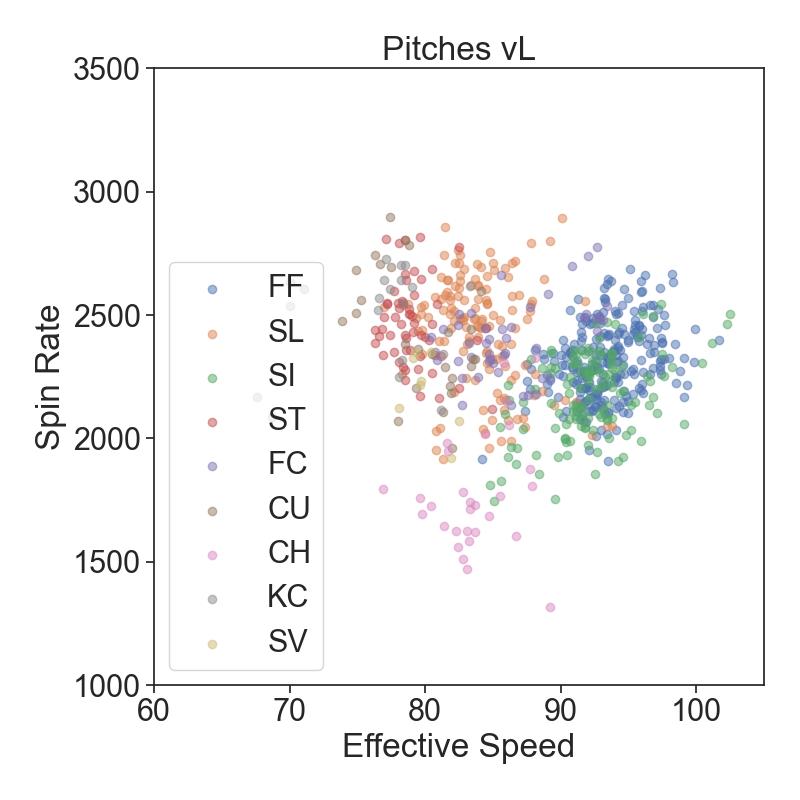 Pitches vL
3500
3000
2500
2000
1500
1000
Spin Rate
FF
SL
SI
ST
FC
CU
CH
KC
SV
60
70
80
90
100
Effective Speed